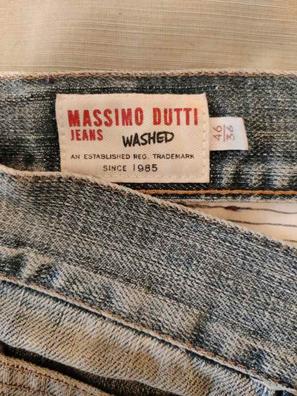 MASSIMO DUTTI
JEANS WASHED
AN ESTABLISHED REG. TRADEMARK
SINCE 1985
46
36